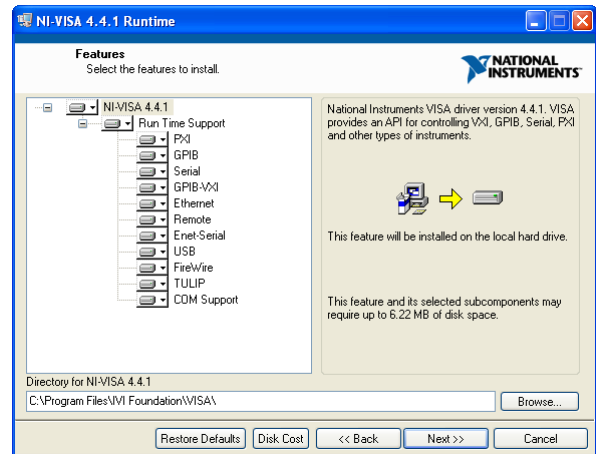 NI-VISA 4.4.1 Runtime
Features
Select the features to install.
NATIONAL
INSTRUMENTS
NI-VISA 4.4.1
Run Time Support
PXI
GPIB
Serial
GPIB-VXI
Ethernet
Remote
Enet-Serial
USB
FireWire
TULIP
COM Support
National Instruments VISA driver version 4.4.1. VISA
provides an API for controlling VXI, GPIB, Serial, PXI
and other types of instruments.
This feature will be installed on the local hard drive.
This feature and its selected subcomponents may
require up to 6.22 MB of disk space.
Directory for NI-VISA 4.4.1
C:\Program Files\IVI Foundation\VISA\
Browse...
Restore Defaults
Disk Cost
<< Back
Next >>
Cancel